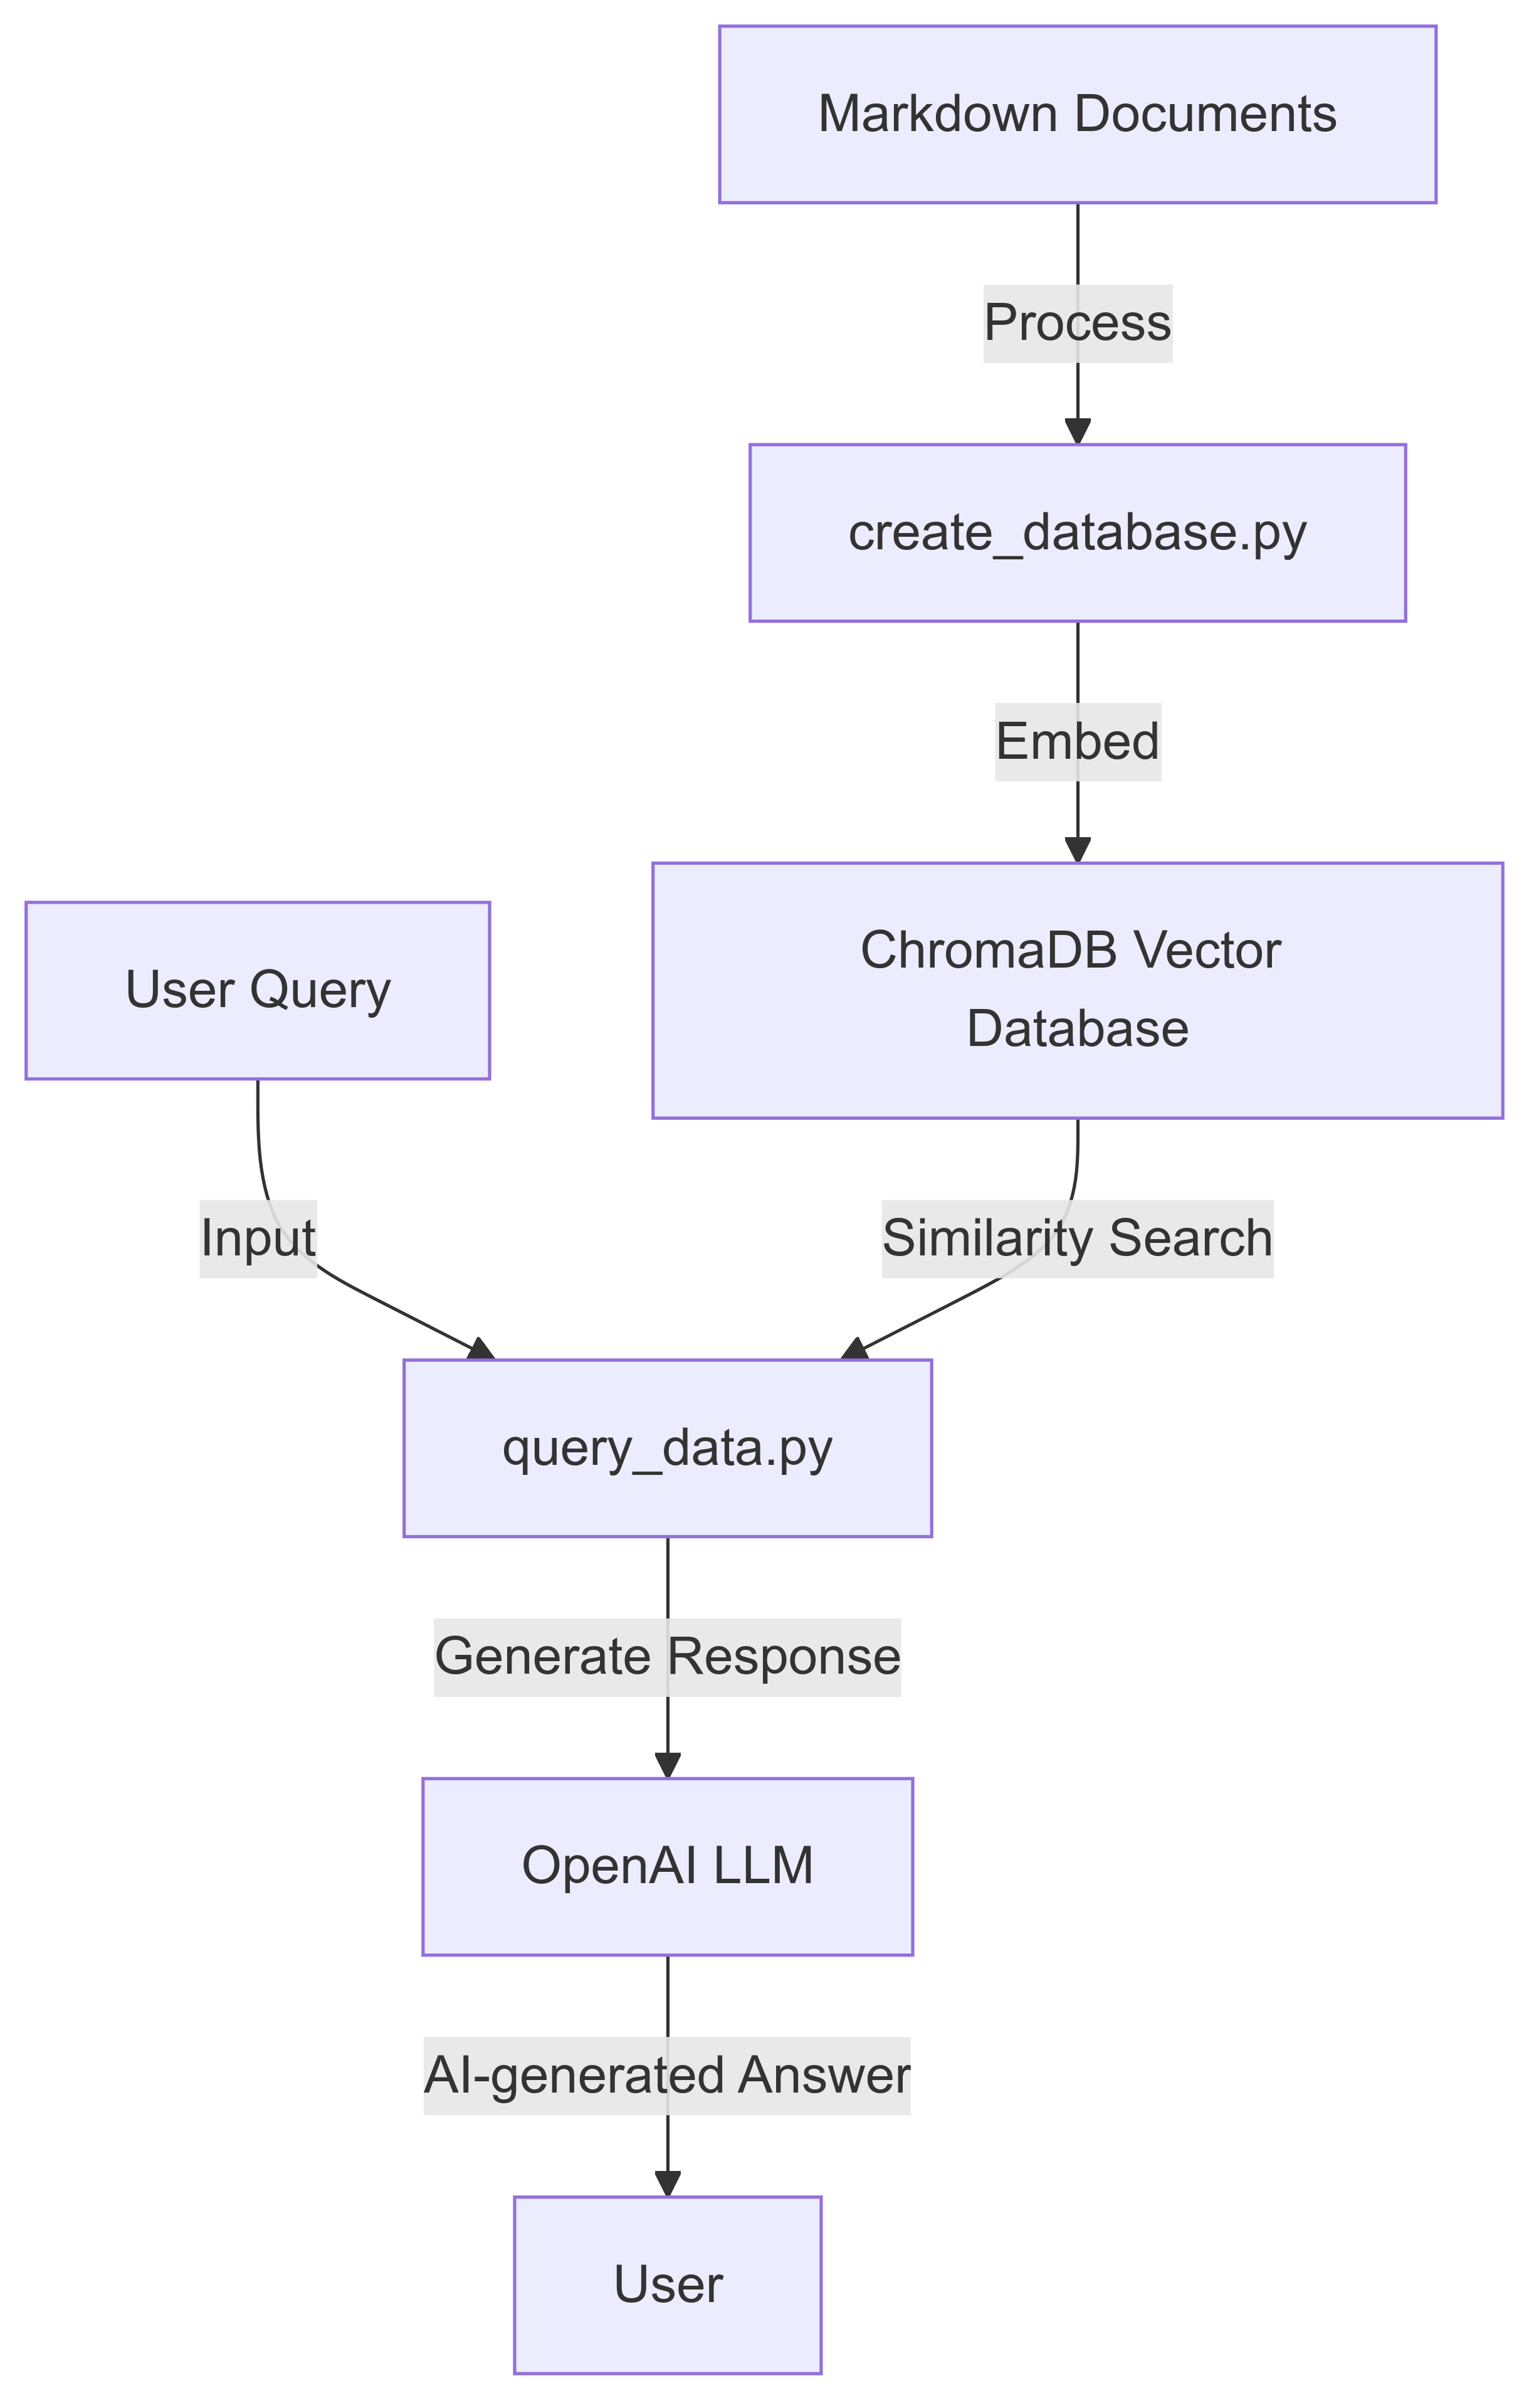 Markdown Documents
Process
create_database.py
Embed
ChromaDB Vector
Database
User Query
Input
Similarity Search
query_data.py
Generate Response
OpenAI LLM
AI-generated Answer
User